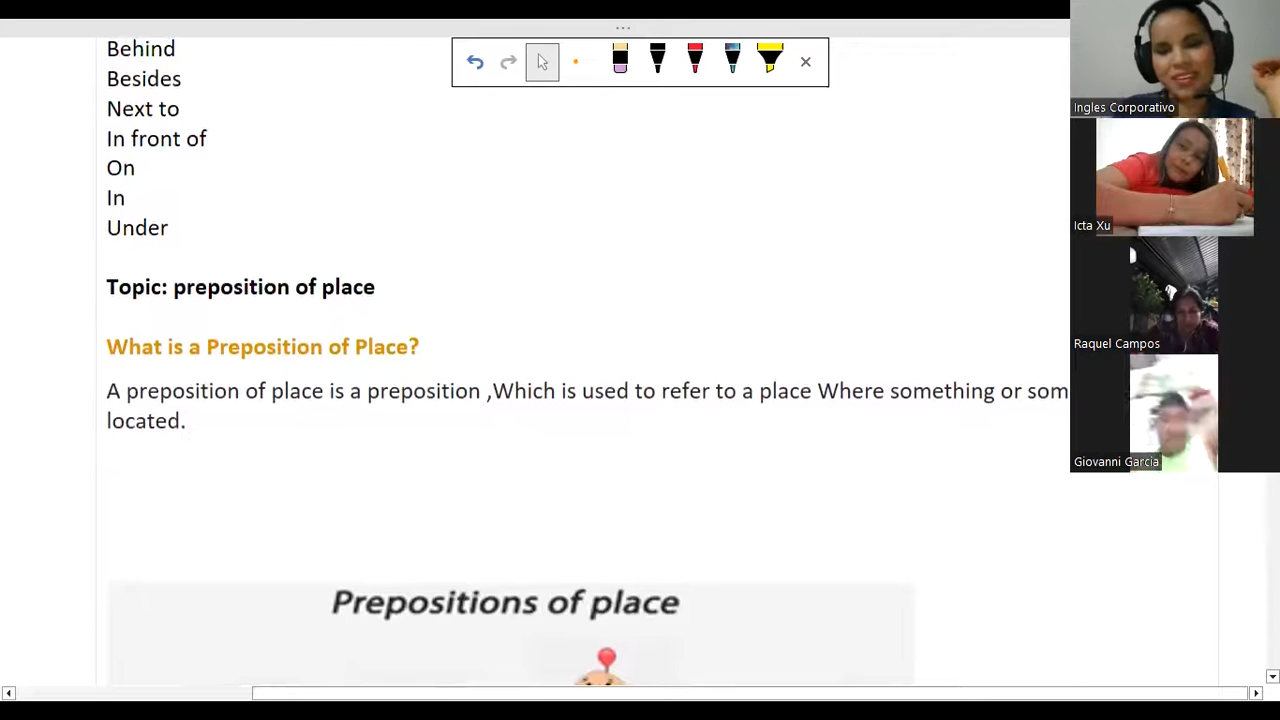 Behind
Besides
Next to
In front of
On
In
Under
Topic: preposition of place
What is a Preposition of Place?
A preposition of place is a preposition ,Which is used to refer to a place Where something or som
located.
Prepositions of place
Ingles Corporativo
Icta Xu
Raquel Campos
Giovanni Garcia